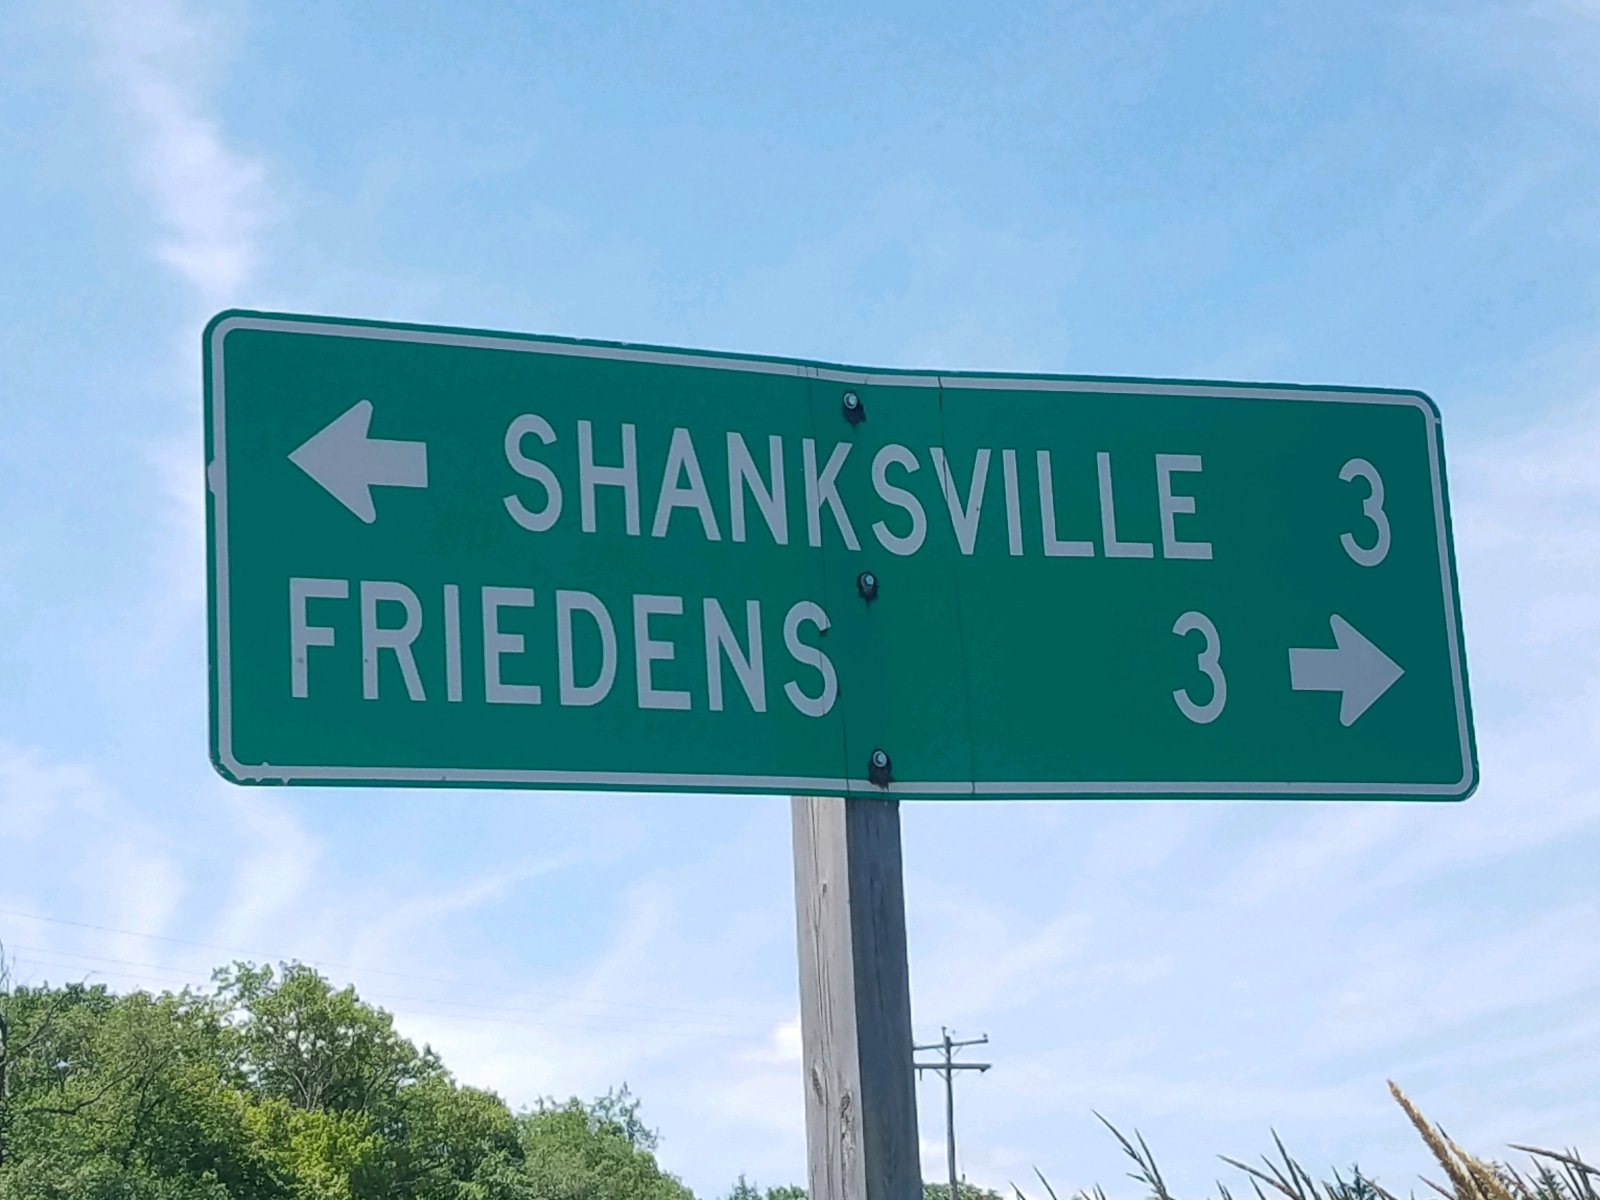 ← SHANKSVILLE 3
FRIEDENS 3 →